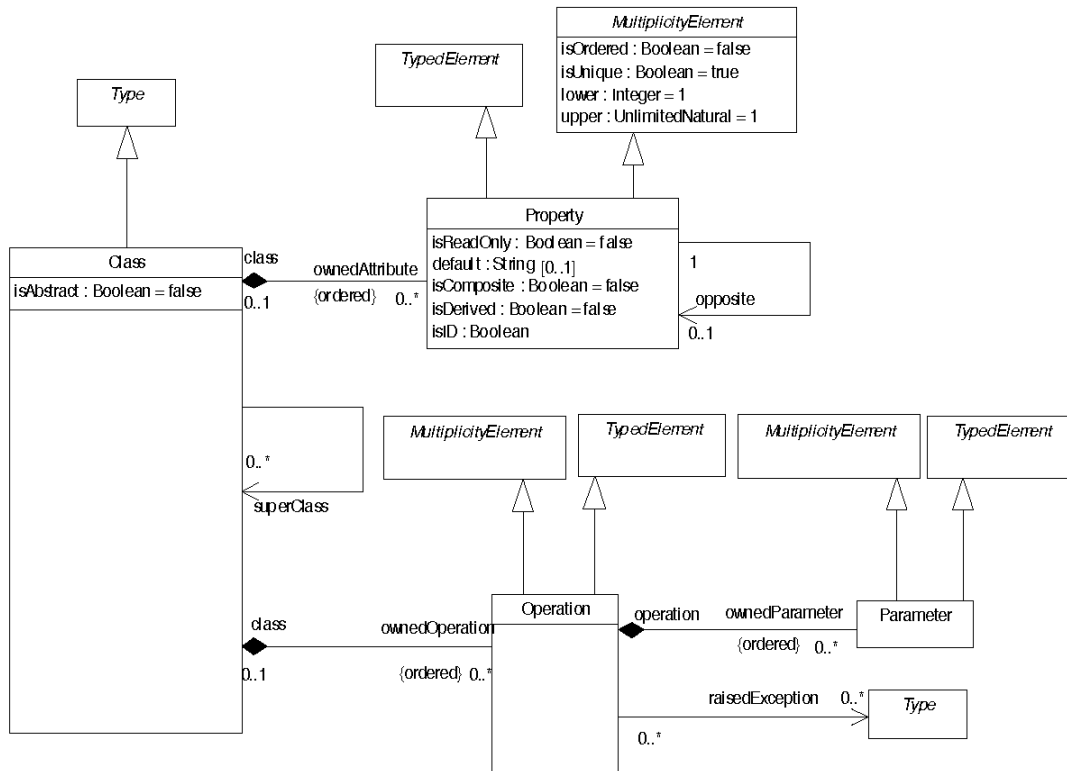 MultiplicityElement
isOrdered : Boolean = false
isUnique : Boolean = true
lower : Integer = 1
upper : UnlimitedNatural = 1
TypedElement
Type
Property
isReadOnly : Boolean = false
default : String [0..1]
isComposite : Boolean = false
isDerived : Boolean = false
isID : Boolean
1
opposite
0..1
Class
isAbstract : Boolean = false
class
0..1
ownedAttribute
{ordered} 0..*
0..*
superClass
MultiplicityElement
TypedElement
MultiplicityElement
TypedElement
class
0..1
ownedOperation
{ordered} 0..*
Operation
operation
ownedParameter
{ordered} 0..*
Parameter
raisedException
0..*
0..*
Type